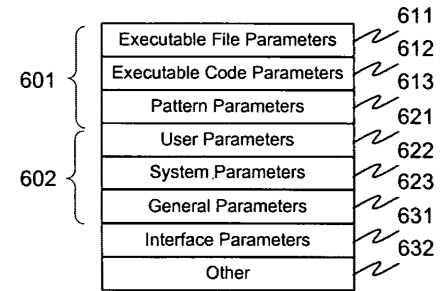 Executable File Parameters 611
Executable Code Parameters 612
601
Pattern Parameters 613
User Parameters 621
602
System Parameters 622
General Parameters 623
Interface Parameters 631
Other 632